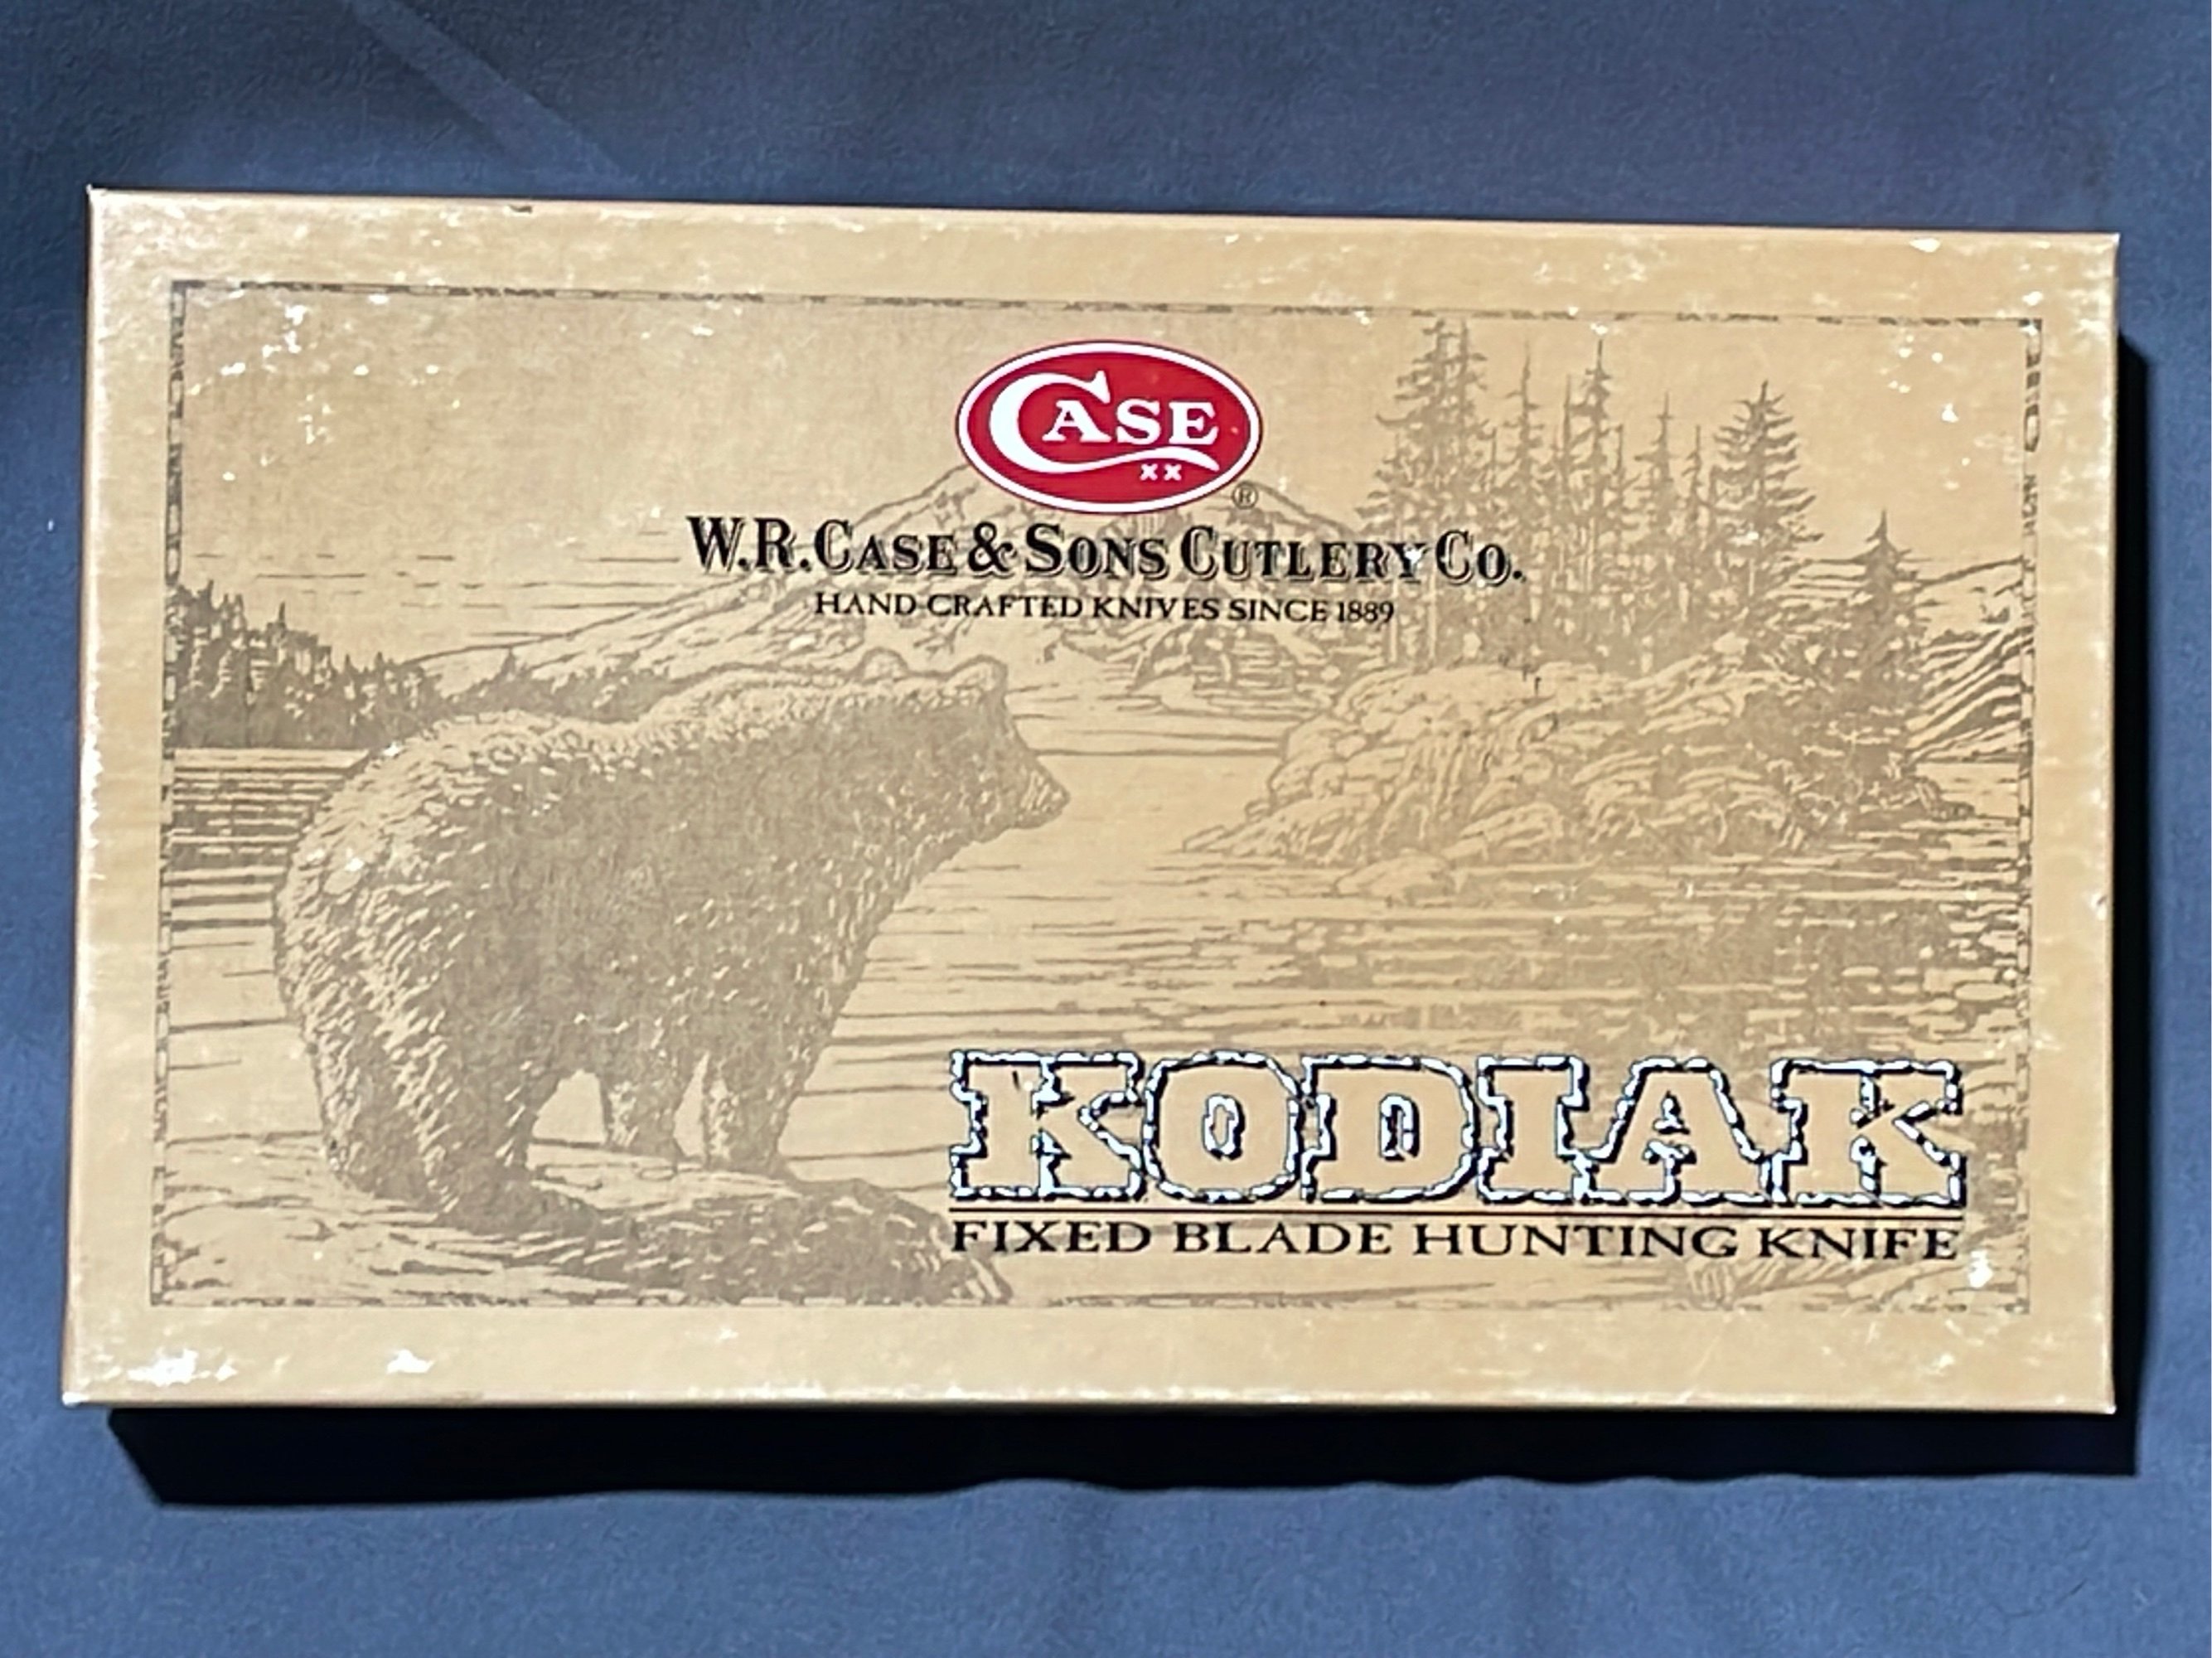 CASE
XX
®
W.R. CASE & SONS CUTLERY CO.
HAND-CRAFTED KNIVES SINCE 1889
KODIAK
FIXED BLADE HUNTING KNIFE